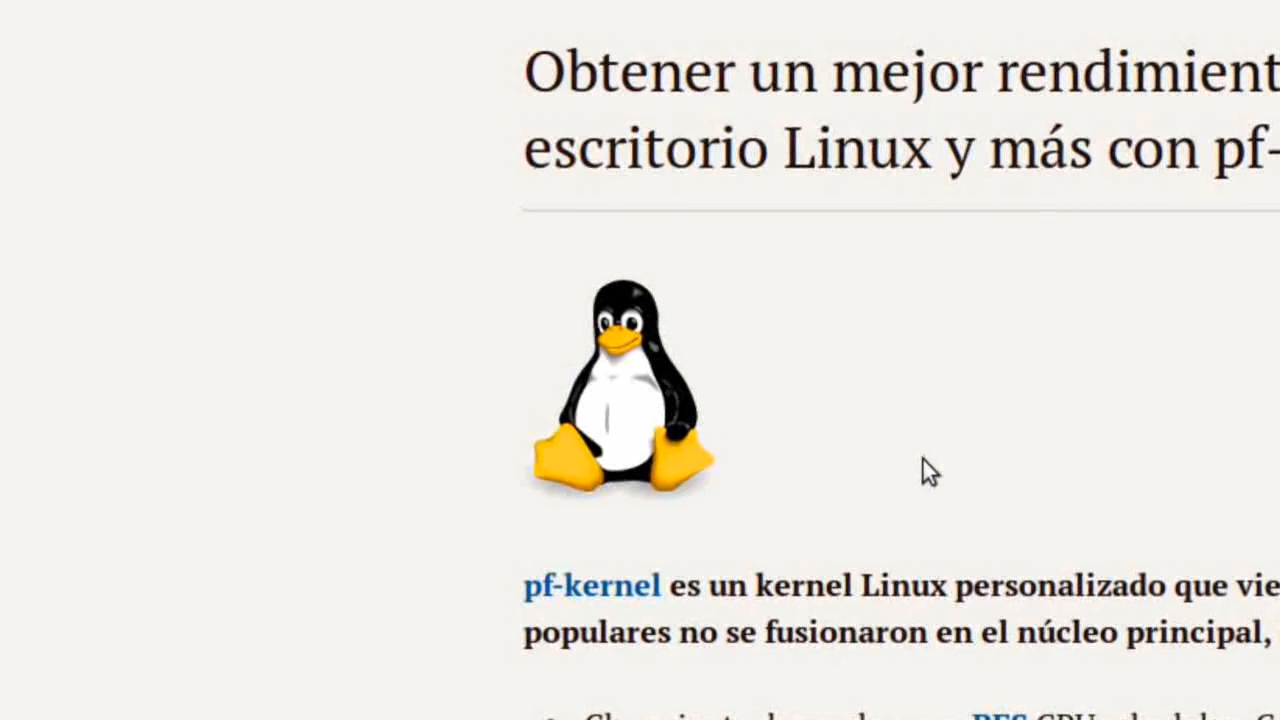 Obtener un mejor rendimient
escritorio Linux y más con pf-
pf-kernel es un kernel Linux personalizado que vie
populares no se fusionaron en el núcleo principal,